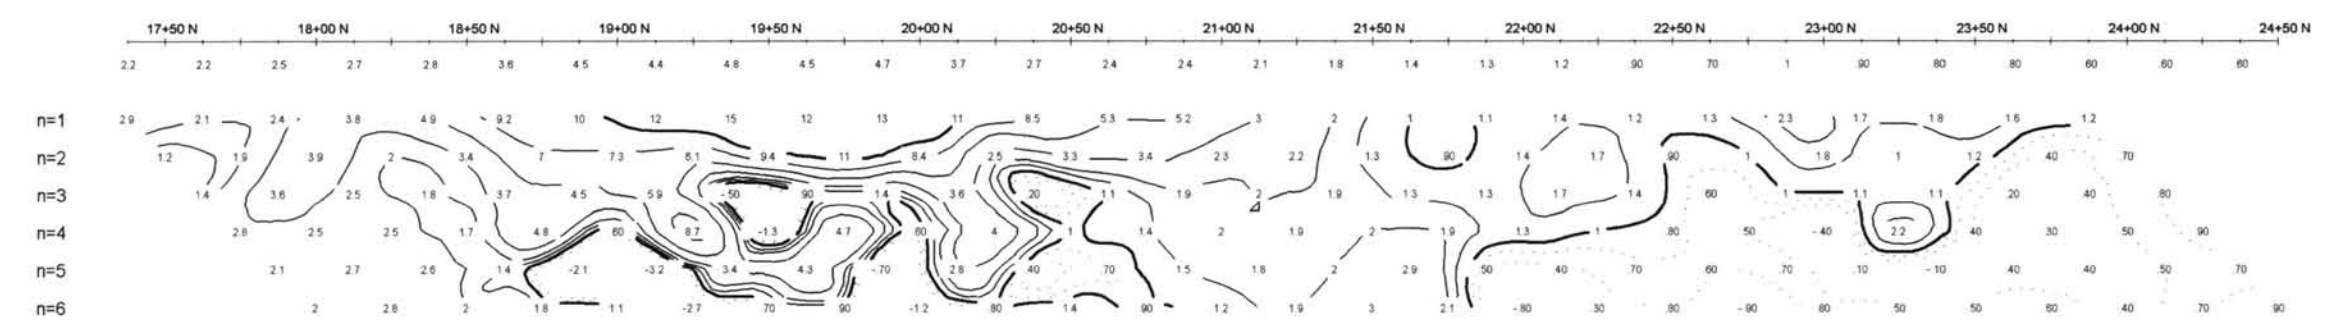 17+50 N 18+00 N 18+50 N 19+00 N 19+50 N 20+00 N 20+50 N 21+00 N 21+50 N 22+00 N 22+50 N 23+00 N 23+50 N 24+00 N 24+50 N
2.2 2.2 2.5 2.7 2.8 3.6 4.5 4.4 4.8 4.5 4.7 3.7 2.7 2.4 2.4 2.1 1.8 1.4 1.3 1.2 .90 .70 1 .90 .80 .80 .60 .60 .60
n=1 2.9 2.1 2.4 3.8 4.9 9.2 10 12 15 12 13 11 8.5 5.3 5.2 3 2 1 1.1 1.4 1.2 1.3 2.3 1.7 1.8 1.6 1.2
n=2 1.2 1.9 3.9 2 3.4 7 7.3 6.1 9.4 11 8.4 2.5 3.3 3.4 2.3 2.2 1.3 .90 1.4 1.7 .90 1 1.8 1 1.2 .40 .70
n=3 1.4 3.6 2.5 1.8 3.7 4.5 5.9 -.50 .90 1.4 3.6 .20 1.1 1.9 2 1.9 1.3 1.3 1.7 1.4 .60 1 1.1 1.1 .20 .40 .80
n=4 2.8 2.5 2.5 1.7 4.8 .60 8.7 -1.3 4.7 .60 4 1 1.4 2 1.9 2 1.9 1.3 1 .80 .50 -.40 2.2 .40 .30 .50 .90
n=5 2.1 2.7 2.6 1.4 -2.1 -3.2 3.4 4.3 -.70 2.8 .40 .70 1.5 1.8 2 2.9 .50 .40 .70 .60 .70 .10 -.10 .40 .40 .50 .70
n=6 2 2.8 2 1.8 1.1 -2.7 .70 .90 -1.2 .80 1.4 .90 1.2 1.9 3 2.1 -.80 .30 .80 -.90 .60 .50 .50 .60 .40 .70 .90